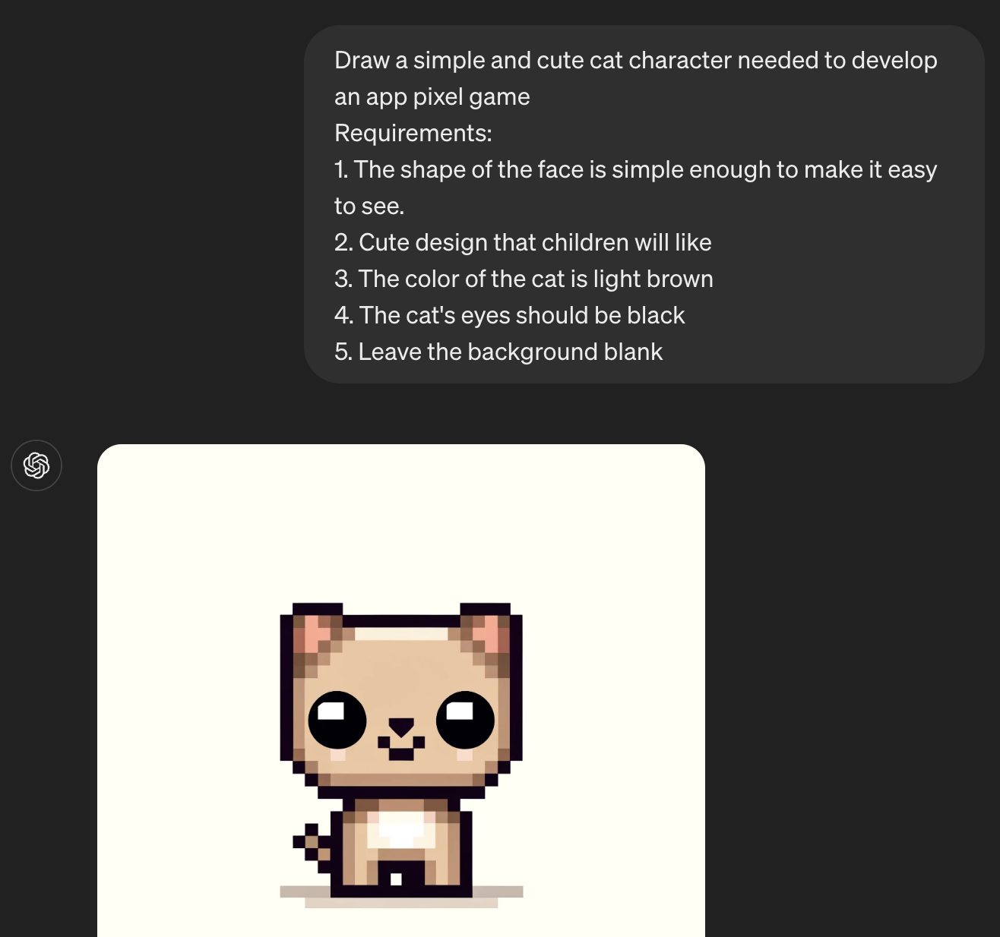 Draw a simple and cute cat character needed to develop
an app pixel game
Requirements:
1. The shape of the face is simple enough to make it easy
to see.
2. Cute design that children will like
3. The color of the cat is light brown
4. The cat's eyes should be black
5. Leave the background blank